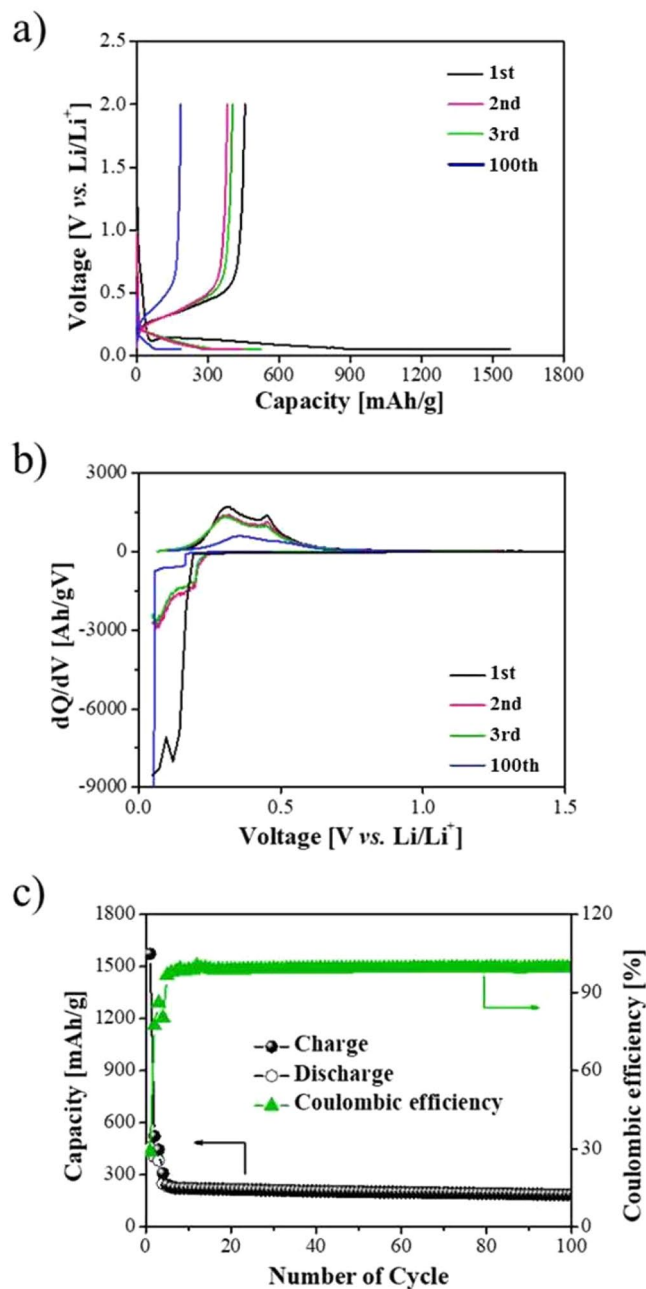 a)
1st
2nd
3rd
100th
2.0
1.5
1.0
0.5
0.0
Voltage [V vs. Li/Li⁺]
0
300
600
900
1200
1500
1800
Capacity [mAh/g]
b)
3000
0
-3000
-6000
-9000
dQ/dV [Ah/gV]
1st
2nd
3rd
100th
0.0
0.5
1.0
1.5
Voltage [V vs. Li/Li⁺]
c)
1800
1500
1200
900
600
300
0
Capacity [mAh/g]
Charge
Discharge
Coulombic efficiency
120
90
60
30
0
Coulombic efficiency [%]
0
20
40
60
80
100
Number of Cycle